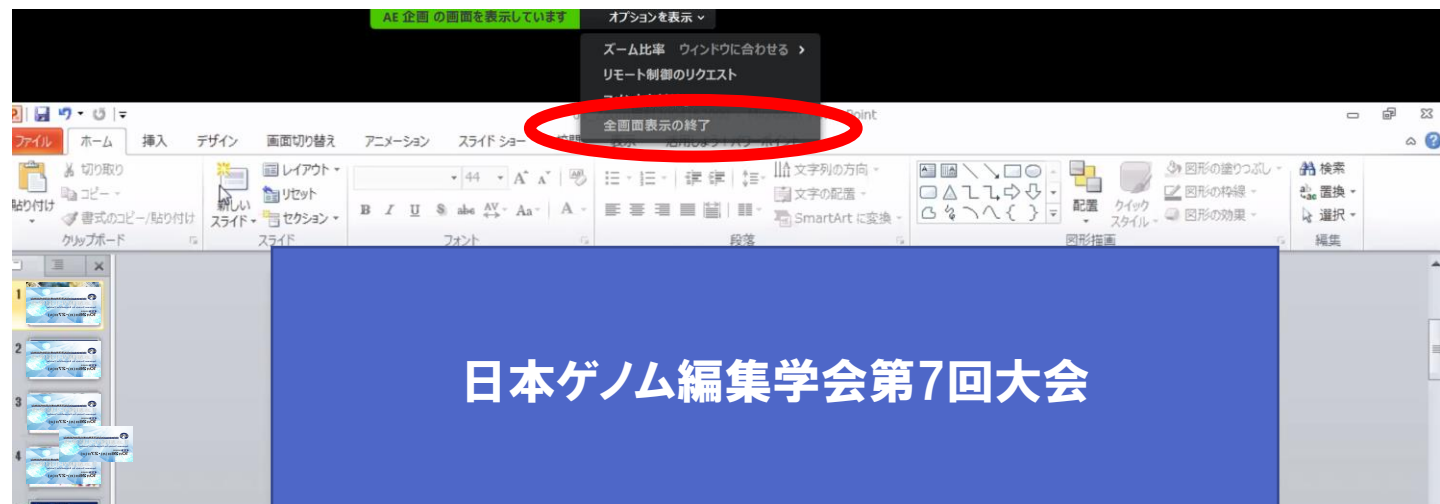 AE 企画 の画面を表示しています オプションを表示
ズーム比率 ウィンドウに合わせる
リモート制御のリクエスト
全画面表示の終了
ファイル ホーム 挿入 デザイン 画面切り替え アニメーション スライド ショー
切り取り
コピー
書式のコピー/貼り付け
貼り付け
クリップボード
新しい
スライド
レイアウト
リセット
セクション
スライド
44
B I U S abc AV Aa A
フォント
文字列の方向
文字の配置
SmartArt に変換
段落
配置
クイック
スタイル
図形の塗りつぶし
図形の枠線
図形の効果
図形描画
検索
置換
選択
編集
1
2
3
4
日本ゲノム編集学会第7回大会